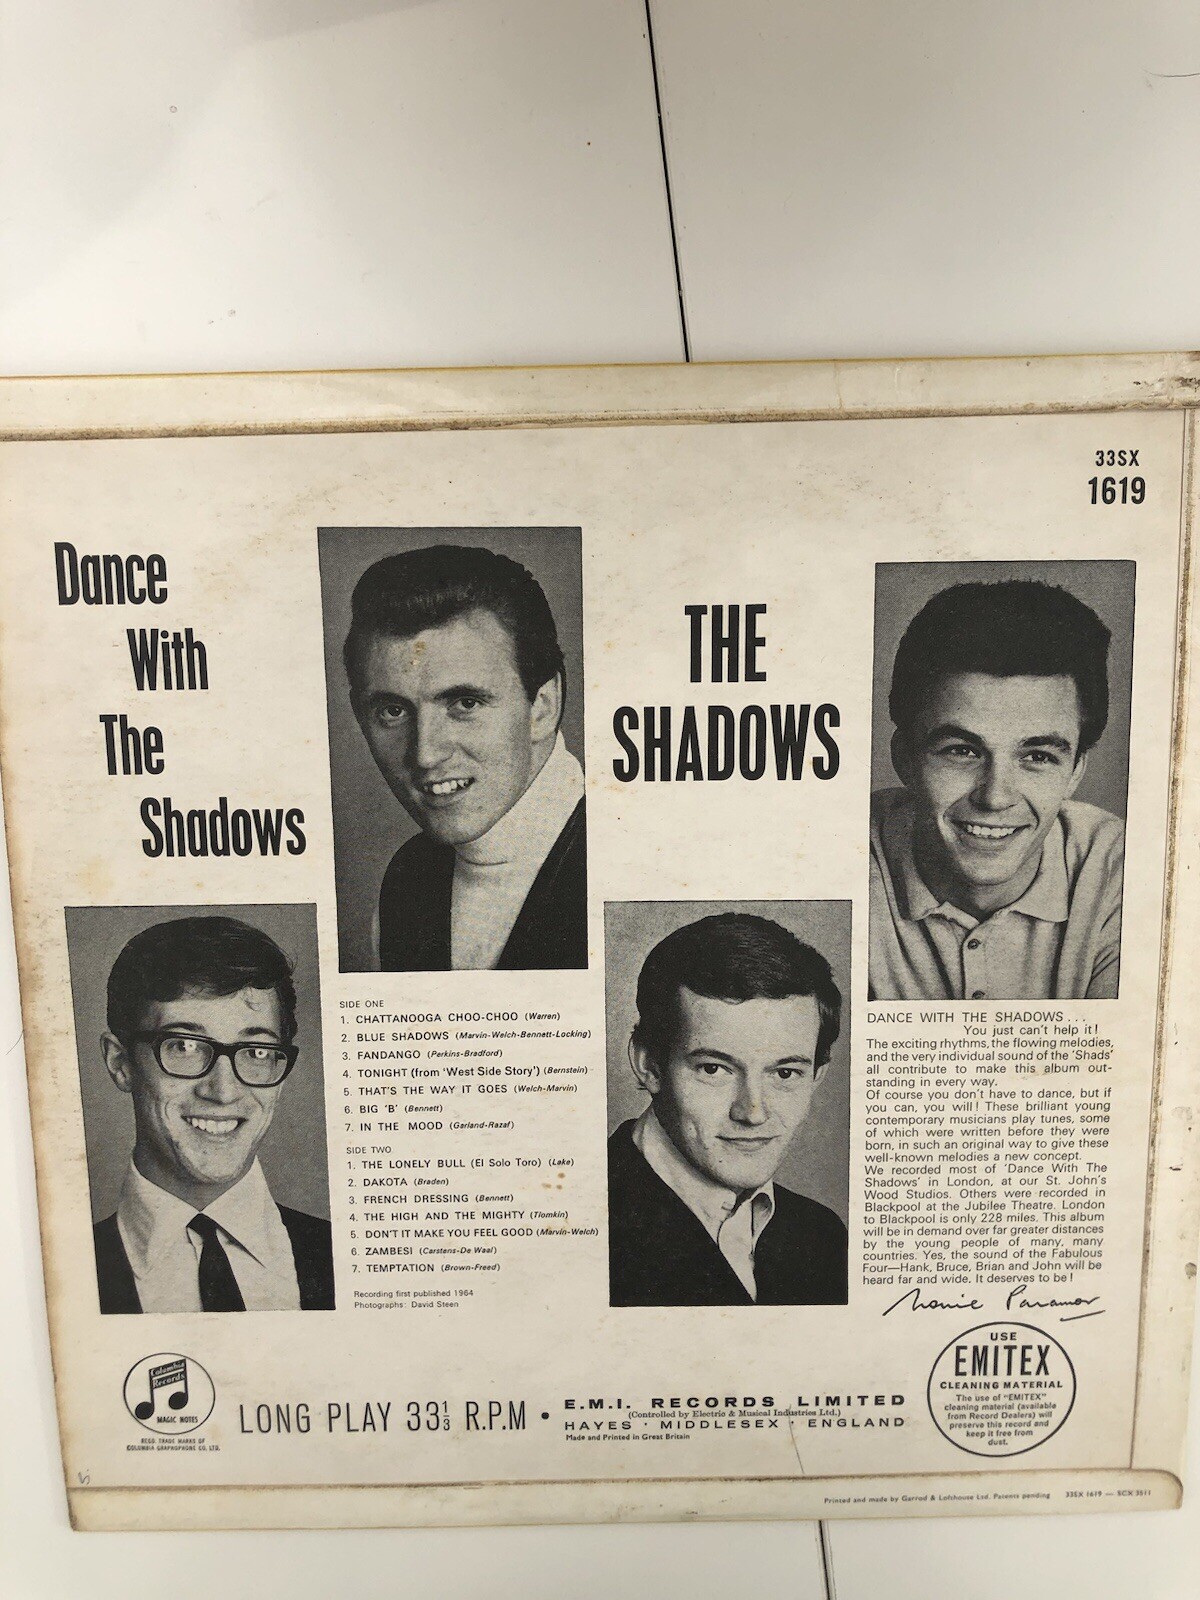 33SX
1619
Dance
With
The
Shadows
THE
SHADOWS
SIDE ONE
1. CHATTANOOGA CHOO-CHOO (Warren)
2. BLUE SHADOWS (Marvin-Welch-Bennett-Locking)
3. FANDANGO (Perkins-Bradford)
4. TONIGHT (from 'West Side Story') (Bernstein)
5. THAT'S THE WAY IT GOES (Welch-Marvin)
6. BIG 'B' (Bennett)
7. IN THE MOOD (Garland-Razaf)
SIDE TWO
1. THE LONELY BULL (El Solo Toro) (Lake)
2. DAKOTA (Braden)
3. FRENCH DRESSING (Bennett)
4. THE HIGH AND THE MIGHTY (Tiomkin)
5. DON'T IT MAKE YOU FEEL GOOD (Marvin-Welch)
6. ZAMBESI (Carstens-De Waal)
7. TEMPTATION (Brown-Freed)
Recording first published 1964
Photographs: David Steen
DANCE WITH THE SHADOWS...
You just can't help it!
The exciting rhythms, the flowing melodies,
and the very individual sound of the 'Shads'
all contribute to make this album out-
standing in every way.
Of course you don't have to dance, but if
you can, you will! These brilliant young
contemporary musicians play tunes, some
of which were written before they were
born, in such an original way to give these
well-known melodies a new concept.
We recorded most of 'Dance With The
Shadows' in London, at our St. John's
Wood Studios. Others were recorded in
Blackpool at the Jubilee Theatre. London
to Blackpool is only 228 miles. This album
will be in demand over far greater distances
by the young people of many, many
countries. Yes, the sound of the Fabulous
Four—Hank, Bruce, Brian and John will be
heard far and wide. It deserves to be!
Norrie Paramor
Columbia
Records
MAGIC NOTES
REGD. TRADE MARKS OF
COLUMBIA GRAPHOPHONE CO. LTD.
LONG PLAY 33⅓ R.P.M •
E.M.I. RECORDS LIMITED
(Controlled by Electric & Musical Industries Ltd.)
HAYES · MIDDLESEX · ENGLAND
Made and Printed in Great Britain
USE
EMITEX
CLEANING MATERIAL
The use of "EMITEX"
cleaning material (available
from Record Dealers) will
preserve this record and
keep it free from
dust.
Printed and made by Garrod & Lofthouse Ltd. Patents pending 33SX 1619 — SCX 3511